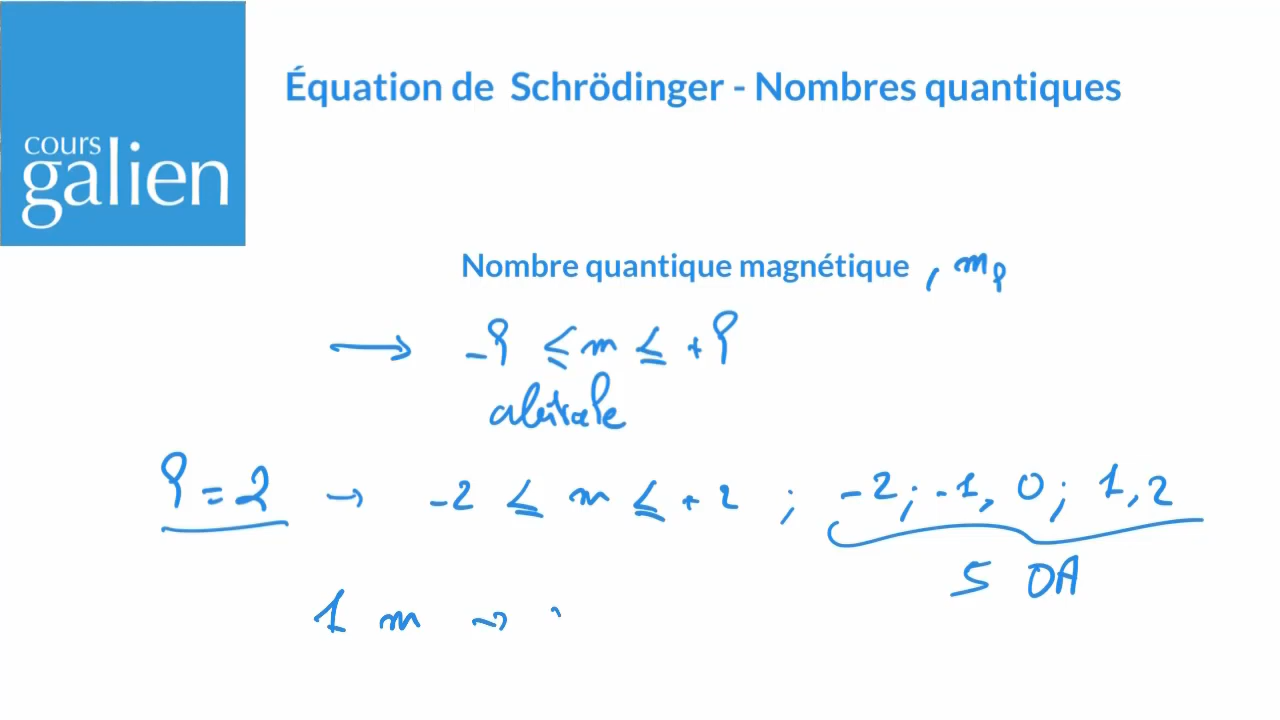 cours
galien
Équation de Schrödinger - Nombres quantiques
Nombre quantique magnétique , mℓ
→ -ℓ ≤ m ≤ +ℓ
ℓ = 2 → -2 ≤ m ≤ +2 ; -2 ; -1, 0 ; 1, 2
5 OA
1 m →